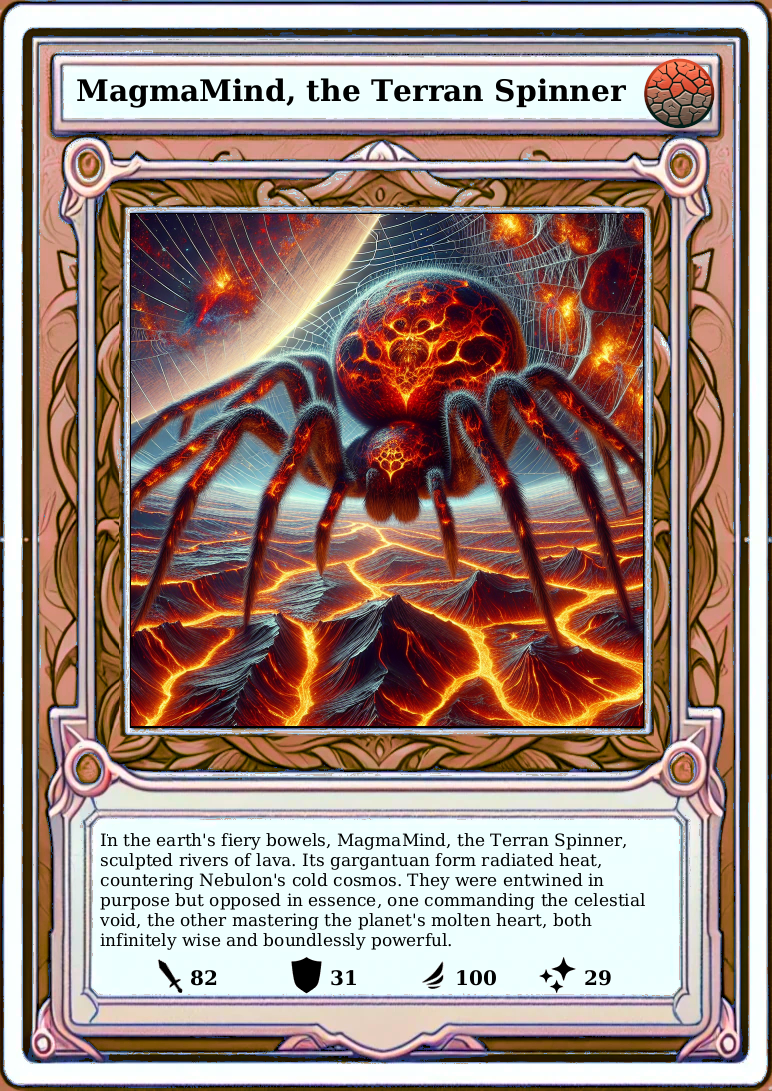 MagmaMind, the Terran Spinner
In the earth's fiery bowels, MagmaMind, the Terran Spinner,
sculpted rivers of lava. Its gargantuan form radiated heat,
countering Nebulon's cold cosmos. They were entwined in
purpose but opposed in essence, one commanding the celestial
void, the other mastering the planet's molten heart, both
infinitely wise and boundlessly powerful.
82 31 100 29